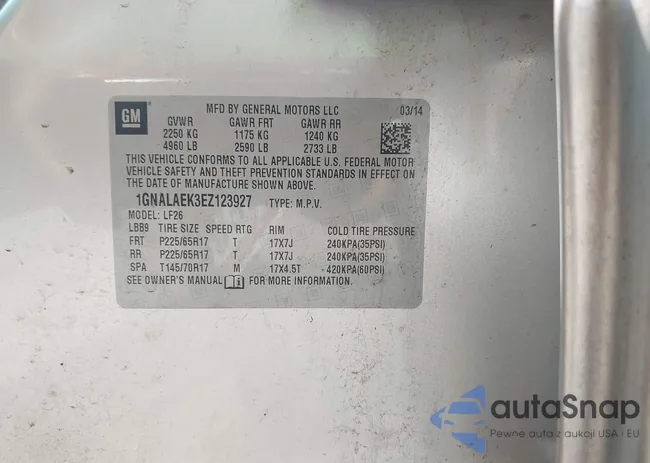 GM
MFD BY GENERAL MOTORS LLC 03/14
GVWR GAWR FRT GAWR RR
2250 KG 1175 KG 1240 KG
4960 LB 2590 LB 2733 LB
THIS VEHICLE CONFORMS TO ALL APPLICABLE U.S. FEDERAL MOTOR
VEHICLE SAFETY AND THEFT PREVENTION STANDARDS IN EFFECT ON
THE DATE OF MANUFACTURE SHOWN ABOVE.
1GNALAEK3EZ123927 TYPE: M.P.V.
MODEL: LF26
LBB9 TIRE SIZE SPEED RTG RIM COLD TIRE PRESSURE
FRT P225/65R17 T 17X7J 240KPA(35PSI)
RR P225/65R17 T 17X7J 240KPA(35PSI)
SPA T145/70R17 M 17X4.5T 420KPA(60PSI)
SEE OWNER'S MANUAL FOR MORE INFORMATION.
autaSnap
Pewne auta z aukcji USA i EU